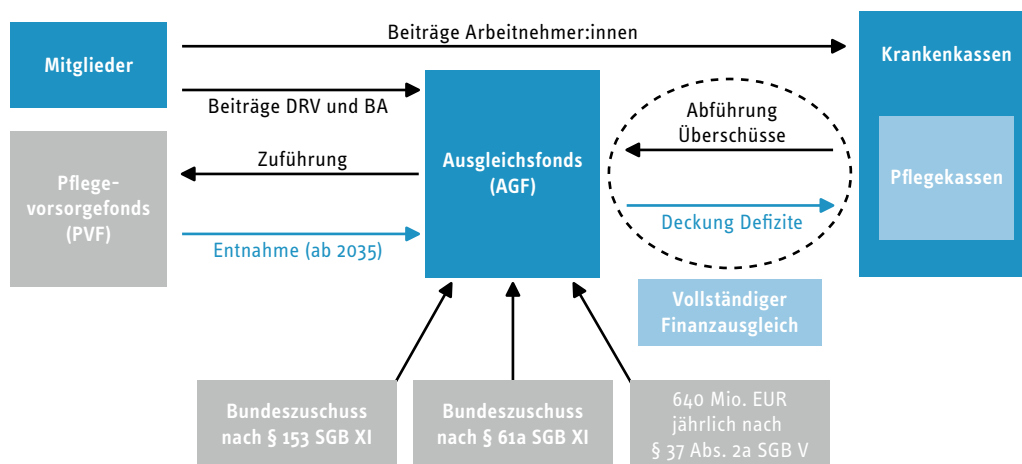 Beiträge Arbeitnehmer:innen
Mitglieder
Krankenkassen
Beiträge DRV und BA
Abführung
Überschüsse
Zuführung
Ausgleichsfonds
(AGF)
Pflege-
vorsorgefonds
(PVF)
Pflegekassen
Entnahme (ab 2035)
Deckung Defizite
Vollständiger
Finanzausgleich
Bundeszuschuss
nach § 153 SGB XI
Bundeszuschuss
nach § 61a SGB XI
640 Mio. EUR
jährlich nach
§ 37 Abs. 2a SGB V